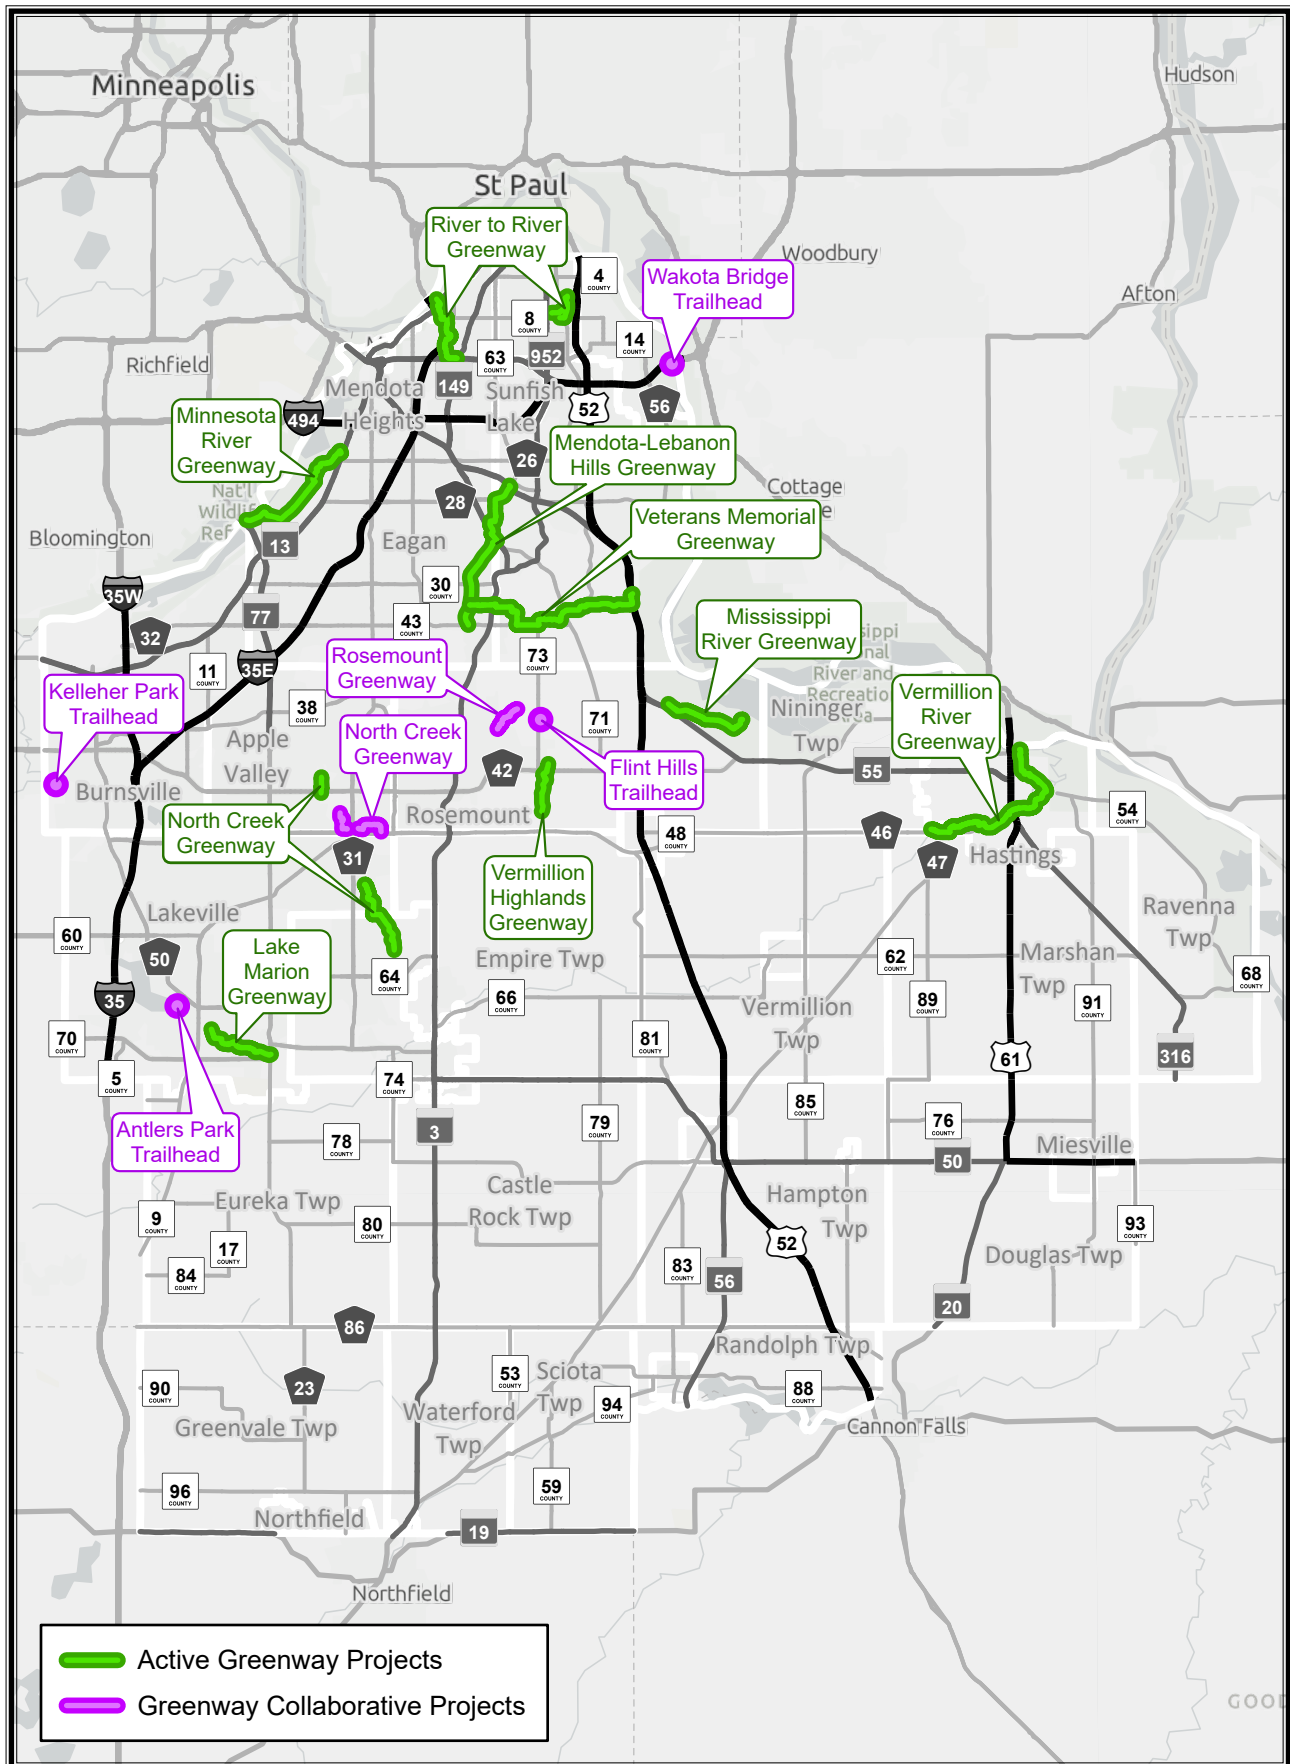 Minneapolis
Hudson
St Paul
River to River
Greenway
Woodbury
4
COUNTY
Wakota Bridge
Trailhead
Afton
8
COUNTY
14
COUNTY
Richfield
63
COUNTY
952
Mendota
Heights
149
Sunfish
Lake
52
56
494
Minnesota
River
Greenway
Mendota-Lebanon
Hills Greenway
26
28
Nat'l
Cottage
Veterans Memorial
Greenway
Bloomington
13
Eagan
35W
30
COUNTY
77
43
COUNTY
32
Mississippi
River Greenway
River and
73
COUNTY
Rosemount
Greenway
35E
11
COUNTY
Kelleher Park
Trailhead
Vermillion
River
Greenway
38
COUNTY
71
COUNTY
Nininger
Twp
North Creek
Greenway
Apple
Valley
Flint Hills
Trailhead
42
55
Burnsville
Rosemount
North Creek
Greenway
54
COUNTY
48
COUNTY
46
47
Hastings
31
Vermillion
Highlands
Greenway
Lakeville
Ravenna
Twp
60
COUNTY
50
Lake
Marion
Greenway
Empire Twp
64
COUNTY
62
COUNTY
Marshan
Twp
68
COUNTY
35
66
COUNTY
Vermillion
Twp
89
COUNTY
91
COUNTY
70
COUNTY
81
COUNTY
61
316
5
COUNTY
74
COUNTY
85
COUNTY
Antlers Park
Trailhead
78
COUNTY
3
79
COUNTY
76
COUNTY
Miesville
50
Eureka Twp
Castle
Rock Twp
Hampton
Twp
9
COUNTY
17
COUNTY
80
COUNTY
52
93
COUNTY
84
COUNTY
83
COUNTY
56
Douglas Twp
20
86
Randolph Twp
90
COUNTY
23
53
COUNTY
Sciota
Twp
94
COUNTY
88
COUNTY
Greenvale Twp
Waterford
Twp
Cannon Falls
96
COUNTY
59
COUNTY
Northfield
19
Northfield
Active Greenway Projects
Greenway Collaborative Projects